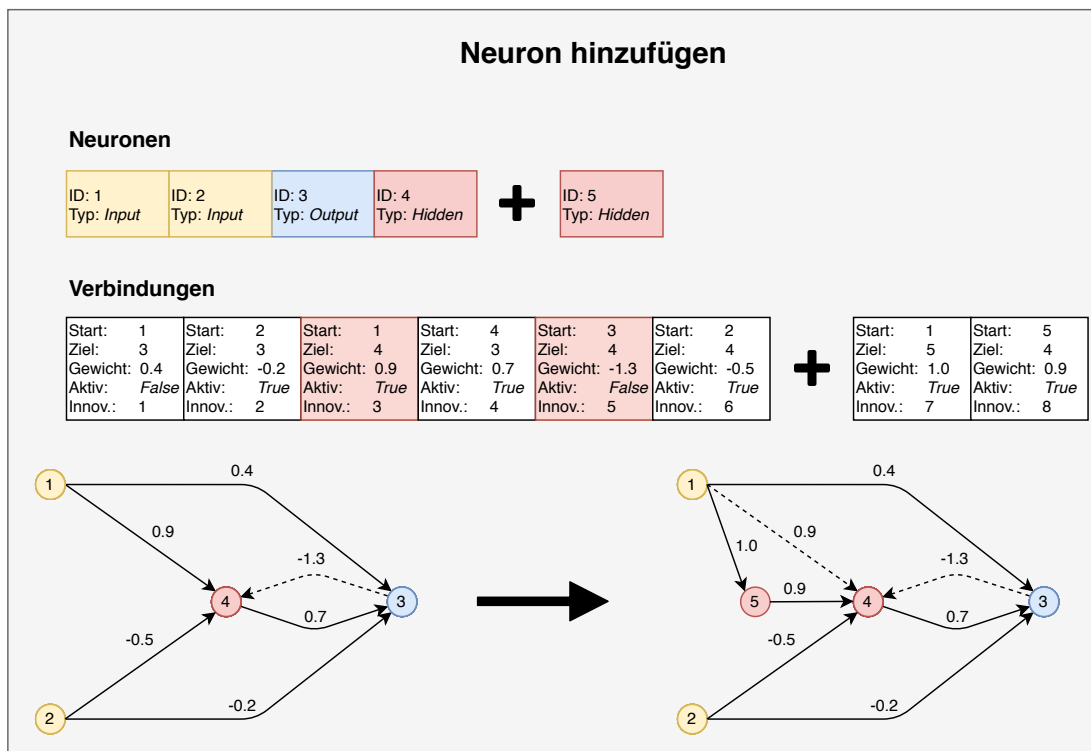 Neuron hinzufügen
Neuronen
ID: 1 ID: 2 ID: 3 ID: 4 ID: 5
Typ: Input Typ: Input Typ: Output Typ: Hidden Typ: Hidden
Verbindungen
Start: 1 Start: 2 Start: 1 Start: 4 Start: 3 Start: 2 Start: 1 Start: 5
Ziel: 3 Ziel: 3 Ziel: 4 Ziel: 3 Ziel: 4 Ziel: 4 Ziel: 5 Ziel: 4
Gewicht: 0.4 Gewicht: -0.2 Gewicht: 0.9 Gewicht: 0.7 Gewicht: -1.3 Gewicht: -0.5 Gewicht: 1.0 Gewicht: 0.9
Aktiv: False Aktiv: True Aktiv: True Aktiv: True Aktiv: False Aktiv: True Aktiv: True Aktiv: True
Innov.: 1 Innov.: 2 Innov.: 3 Innov.: 4 Innov.: 5 Innov.: 6 Innov.: 7 Innov.: 8
0.4
1
0.9
-1.3
4
3
0.7
-0.5
-0.2
2
0.4
1
0.9
1.0
-1.3
0.9
5
4
3
0.7
-0.5
-0.2
2